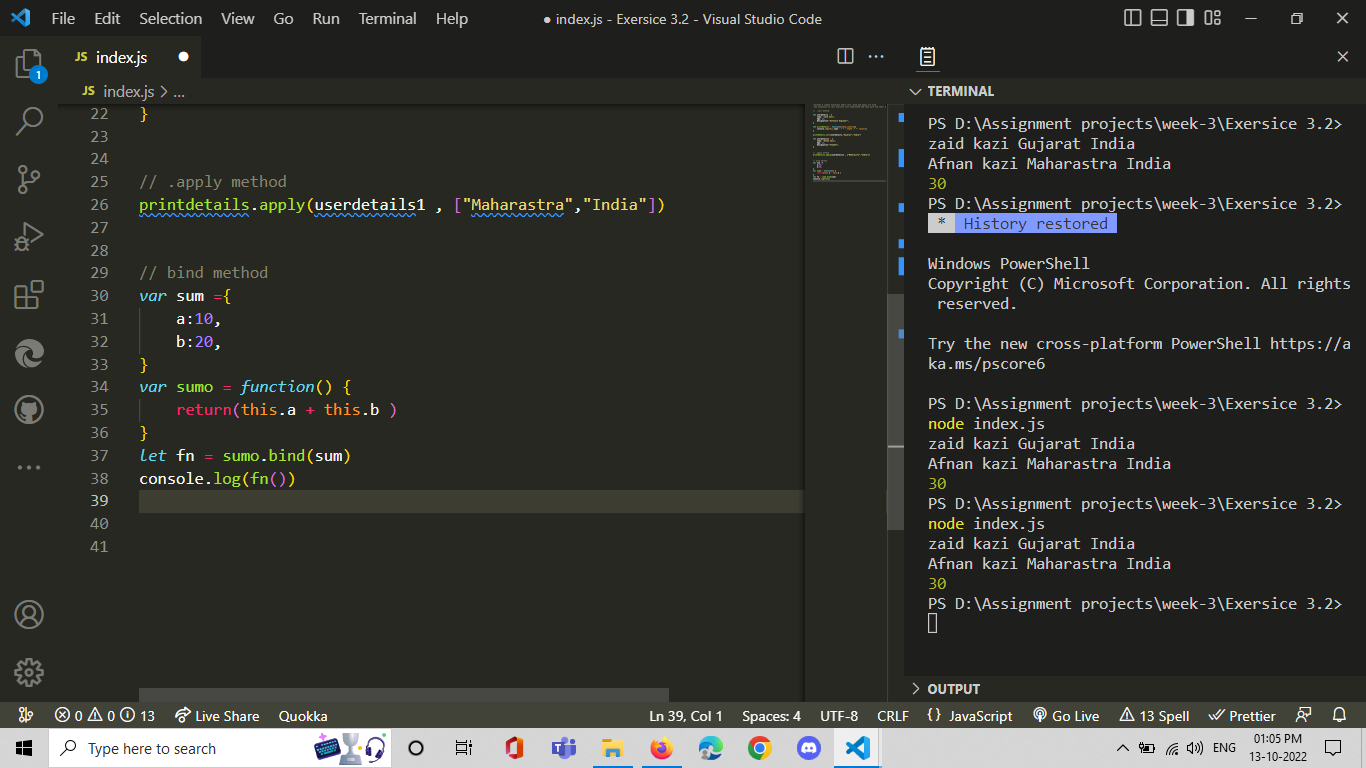 File Edit Selection View Go Run Terminal Help
● index.js - Exersice 3.2 - Visual Studio Code
1
JS index.js ●
JS index.js > ...
22 }
23
24
25 // .apply method
26 printdetails.apply(userdetails1 , ["Maharastra","India"])
27
28
29 // bind method
30 var sum ={
31 a:10,
32 b:20,
33 }
34 var sumo = function() {
35 return(this.a + this.b )
36 }
37 let fn = sumo.bind(sum)
38 console.log(fn())
39
40
41
TERMINAL
PS D:\Assignment projects\week-3\Exersice 3.2>
zaid kazi Gujarat India
Afnan kazi Maharastra India
30
PS D:\Assignment projects\week-3\Exersice 3.2>
* History restored
Windows PowerShell
Copyright (C) Microsoft Corporation. All rights
reserved.
Try the new cross-platform PowerShell https://a
ka.ms/pscore6
PS D:\Assignment projects\week-3\Exersice 3.2>
node index.js
zaid kazi Gujarat India
Afnan kazi Maharastra India
30
PS D:\Assignment projects\week-3\Exersice 3.2>
node index.js
zaid kazi Gujarat India
Afnan kazi Maharastra India
30
PS D:\Assignment projects\week-3\Exersice 3.2>
OUTPUT
0 0 13 Live Share Quokka Ln 39, Col 1 Spaces: 4 UTF-8 CRLF {} JavaScript Go Live 13 Spell Prettier
Type here to search
ENG
01:05 PM
13-10-2022